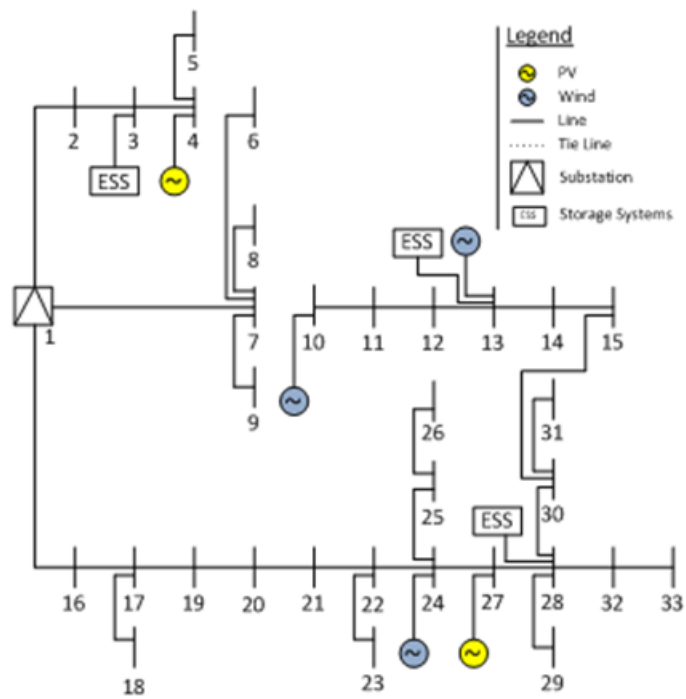 Legend
PV
Wind
Line
Tie Line
Substation
ESS Storage Systems
5
2 3 4 6
ESS
~
8
ESS ~
1 7 10 11 12 13 14 15
~
9
26 31
25 ESS 30
16 17 19 20 21 22 24 27 28 32 33
~ ~
18 23 29